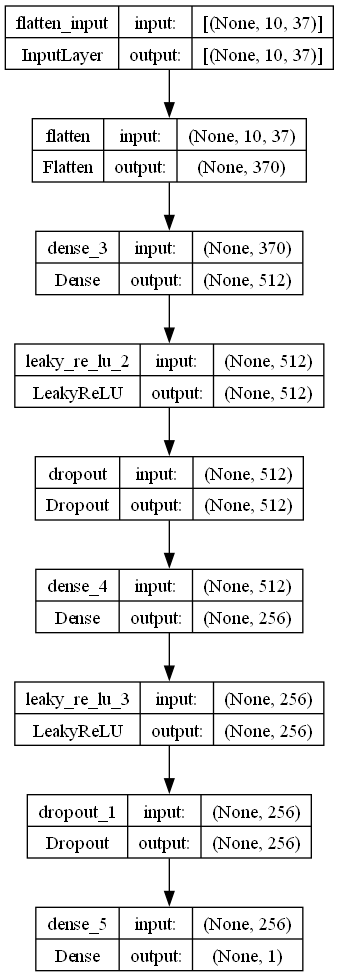 flatten_input input: [(None, 10, 37)]
InputLayer output: [(None, 10, 37)]
flatten input: (None, 10, 37)
Flatten output: (None, 370)
dense_3 input: (None, 370)
Dense output: (None, 512)
leaky_re_lu_2 input: (None, 512)
LeakyReLU output: (None, 512)
dropout input: (None, 512)
Dropout output: (None, 512)
dense_4 input: (None, 512)
Dense output: (None, 256)
leaky_re_lu_3 input: (None, 256)
LeakyReLU output: (None, 256)
dropout_1 input: (None, 256)
Dropout output: (None, 256)
dense_5 input: (None, 256)
Dense output: (None, 1)